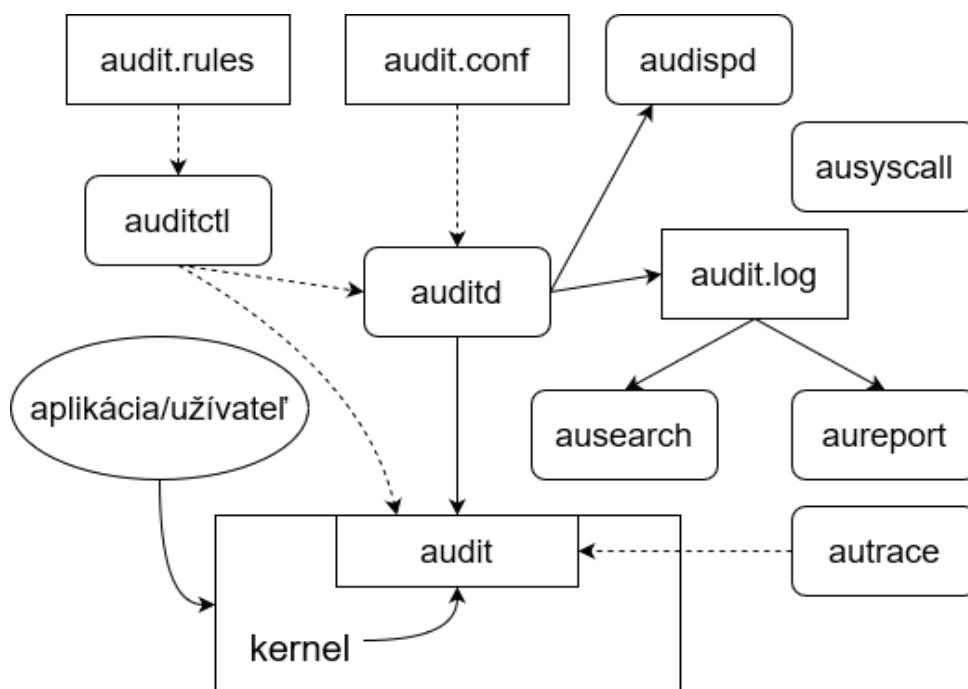 audit.rules
audit.conf
audispd
ausyscall
auditctl
auditd
audit.log
aplikácia/užívateľ
ausearch
aureport
audit
autrace
kernel